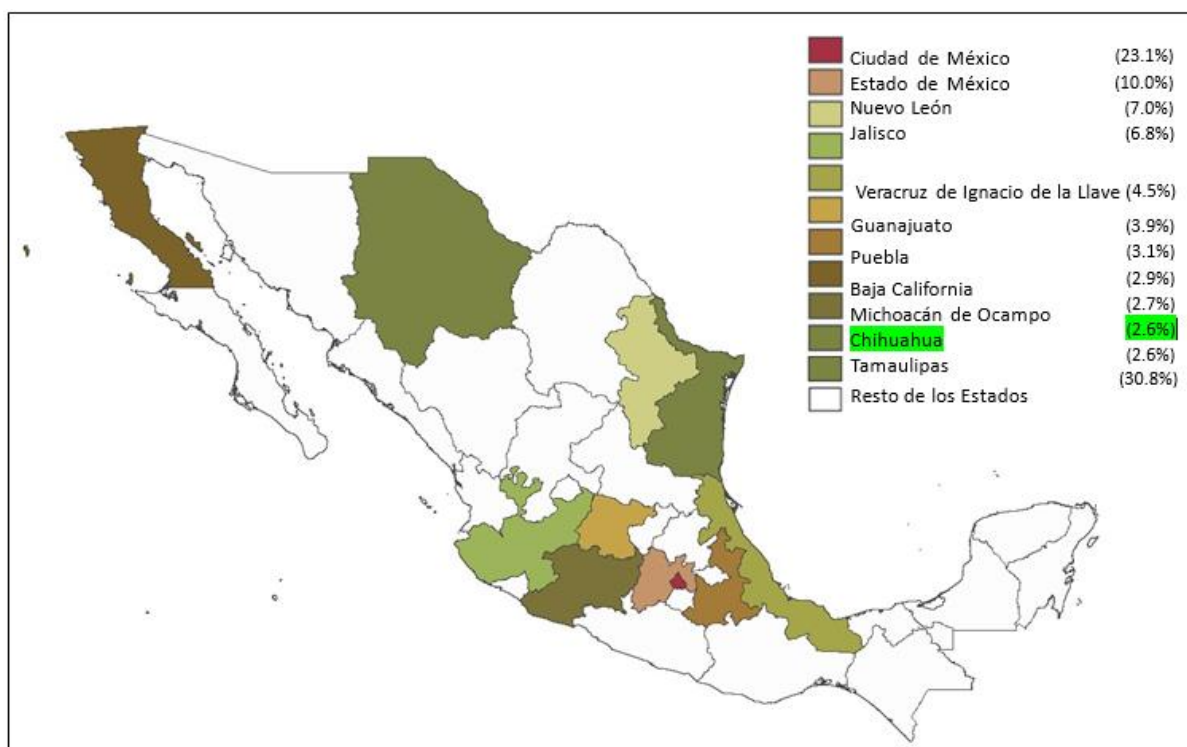 Ciudad de México (23.1%)
Estado de México (10.0%)
Nuevo León (7.0%)
Jalisco (6.8%)
Veracruz de Ignacio de la Llave (4.5%)
Guanajuato (3.9%)
Puebla (3.1%)
Baja California (2.9%)
Michoacán de Ocampo (2.7%)
Chihuahua (2.6%)
Tamaulipas (2.6%)
Resto de los Estados (30.8%)